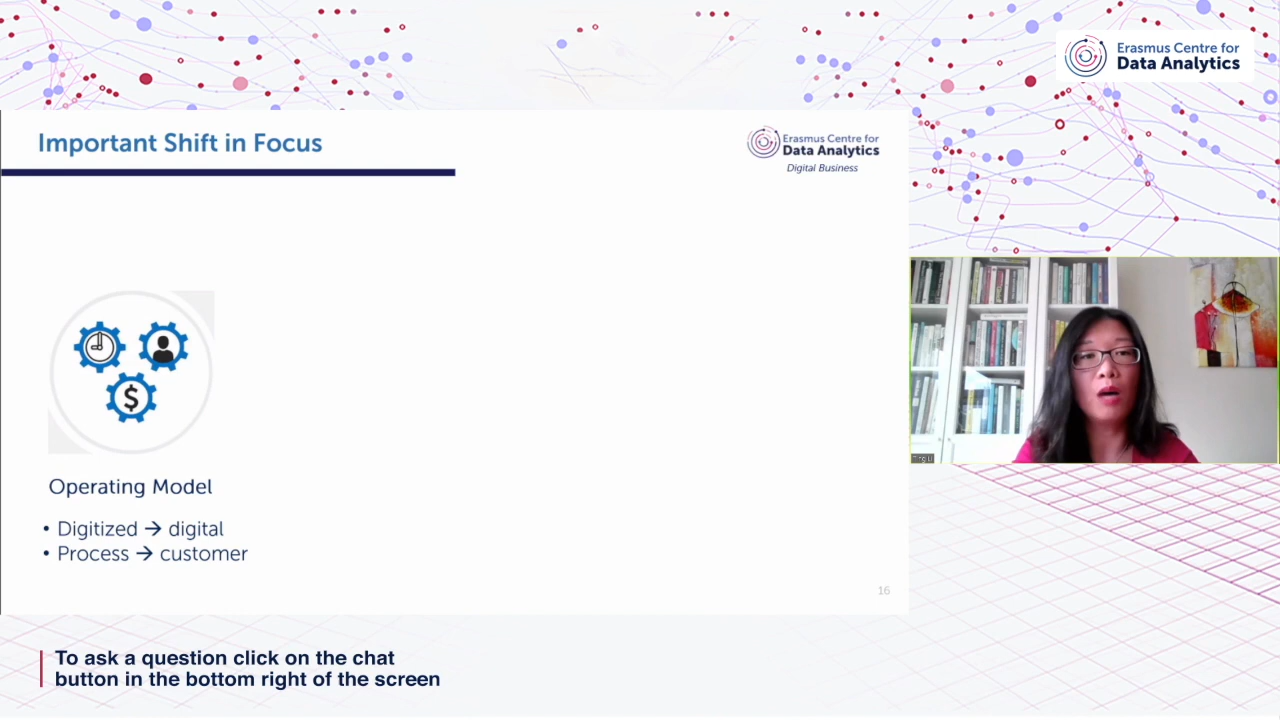 Erasmus Centre for
Data Analytics
Important Shift in Focus
Erasmus Centre for
Data Analytics
Digital Business
$
Operating Model
• Digitized → digital
• Process → customer
16
To ask a question click on the chat
button in the bottom right of the screen